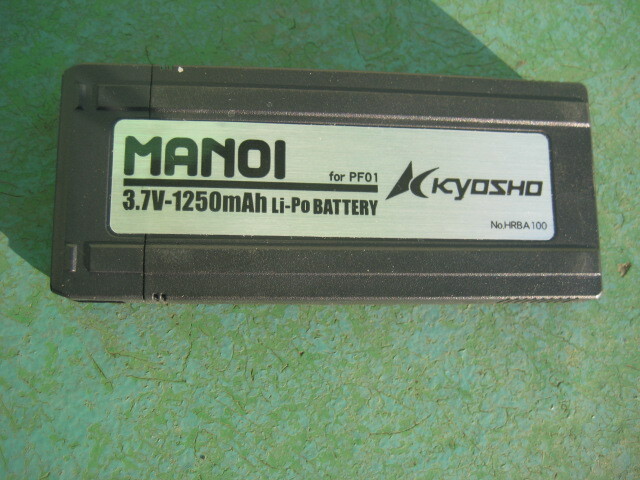 MANOI
for PF01
3.7V-1250mAh Li-Po BATTERY
KYOSHO
No.HRBA100